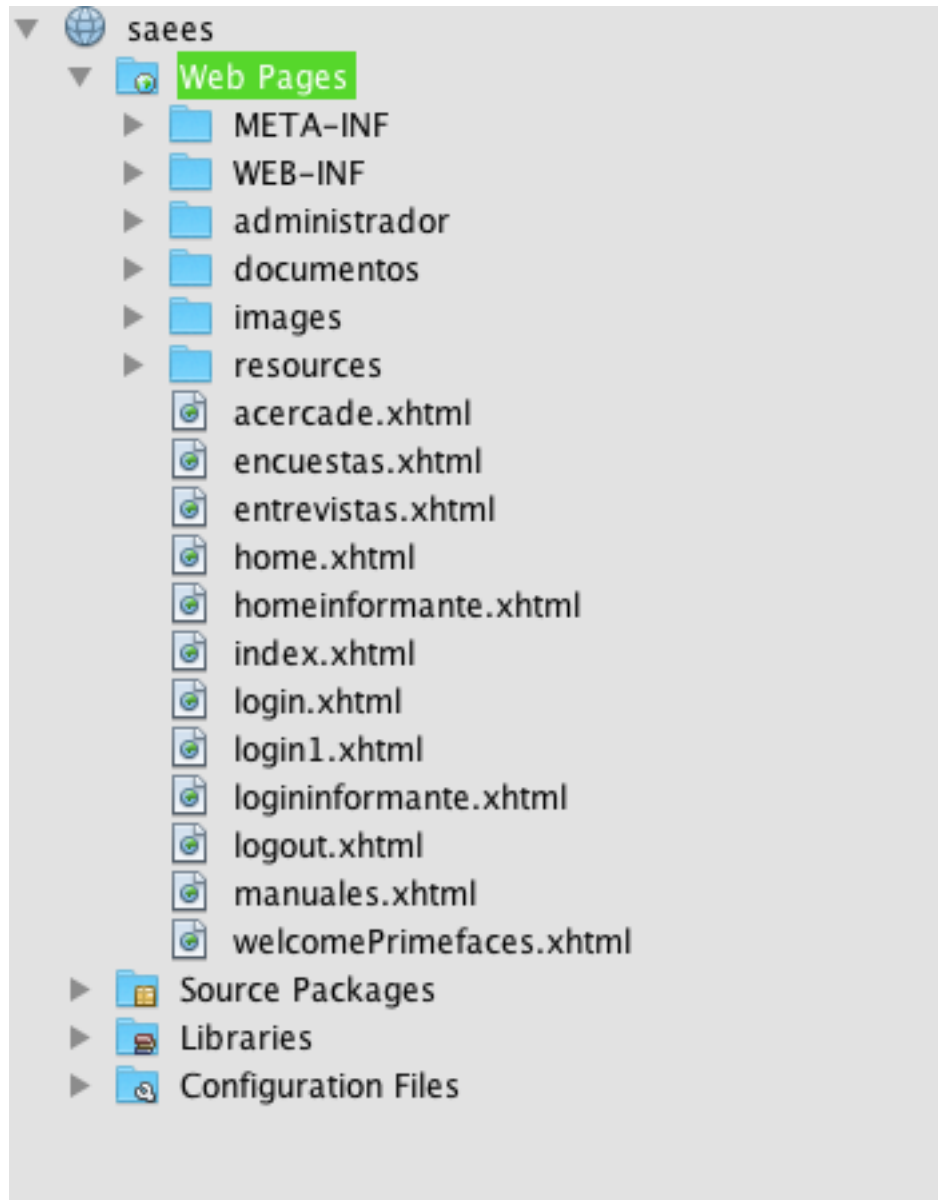 saees
Web Pages
META-INF
WEB-INF
administrador
documentos
images
resources
acercade.xhtml
encuestas.xhtml
entrevistas.xhtml
home.xhtml
homeinformante.xhtml
index.xhtml
login.xhtml
login1.xhtml
logininformante.xhtml
logout.xhtml
manuales.xhtml
welcomePrimefaces.xhtml
Source Packages
Libraries
Configuration Files